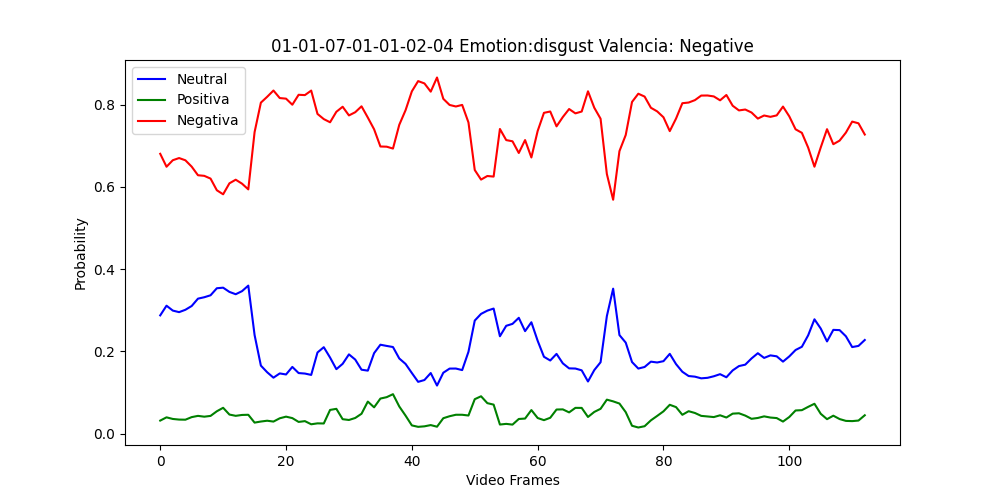 01-01-07-01-01-02-04 Emotion:disgust Valencia: Negative
Neutral
Positiva
Negativa
Probability
0.8
0.6
0.4
0.2
0.0
0 20 40 60 80 100
Video Frames